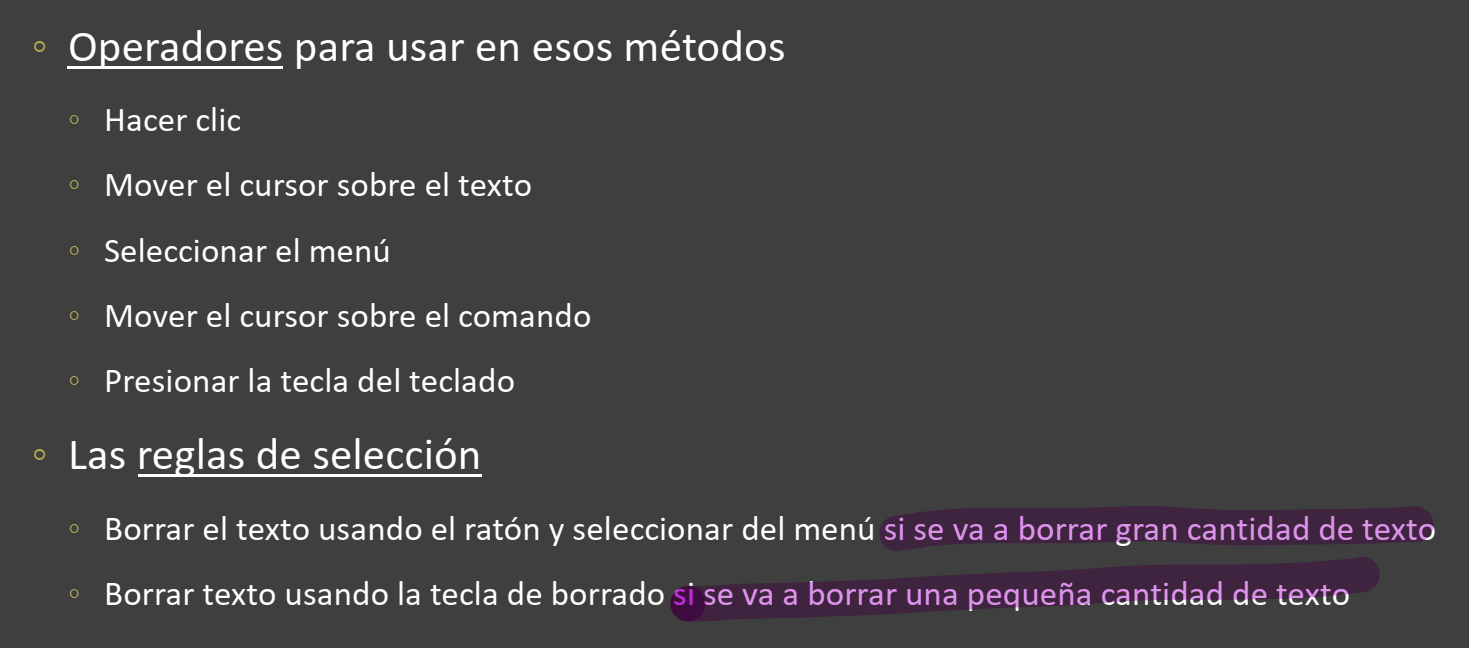 Operadores para usar en esos métodos
Hacer clic
Mover el cursor sobre el texto
Seleccionar el menú
Mover el cursor sobre el comando
Presionar la tecla del teclado
Las reglas de selección
Borrar el texto usando el ratón y seleccionar del menú si se va a borrar gran cantidad de texto
Borrar texto usando la tecla de borrado si se va a borrar una pequeña cantidad de texto